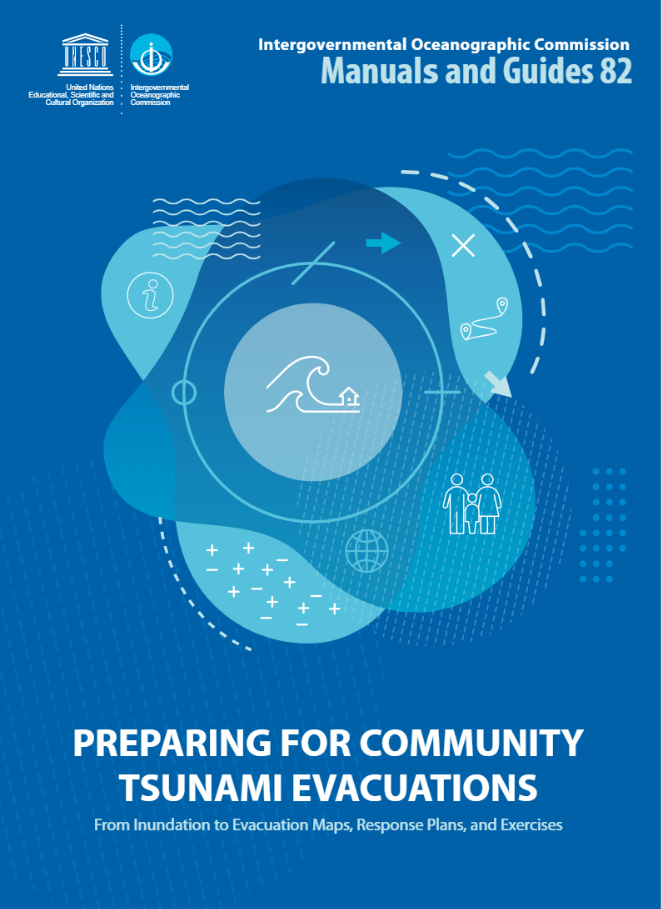 UNESCO
United Nations
Educational, Scientific and
Cultural Organization
Intergovernmental
Oceanographic
Commission
Intergovernmental Oceanographic Commission
Manuals and Guides 82
PREPARING FOR COMMUNITY
TSUNAMI EVACUATIONS
From Inundation to Evacuation Maps, Response Plans, and Exercises